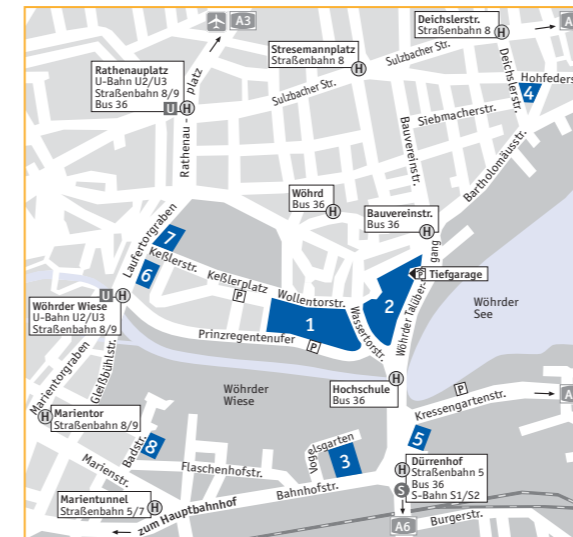 Deichslerstr.
Straßenbahn 8
H
A3
Stresemannplatz
Straßenbahn 8
H
Sulzbacher Str.
A
Rathenauplatz
U-Bahn U2/U3
Straßenbahn 8/9
Bus 36
U H
Rathenau - platz
Sulzbacher Str.
Deichslerstr.
Hohfeders
4
Siebmacherstr.
Bauvereinstr.
Bartholomäusstr.
Wöhrd
Bus 36
H
Bauvereinstr.
Bus 36
H
Laufertorgraben
7
Keßlerstr.
6
Keßlerplatz
P
Wollentorstr.
P Tiefgarage
Wöhrder Talüber- gang
Wöhrder
See
Wöhrder Wiese
U-Bahn U2/U3
Straßenbahn 8/9
U H
1
2
Wassertorstr.
Prinzregentenufer
P
Marientorgraben
Gleißbühlstr.
Wöhrder
Wiese
Hochschule
Bus 36
H
P
Kressengartenstr.
A
H
Marientor
Straßenbahn 8/9
Badstr.
8
Vogelsgarten
3
5
Marienstr.
Flaschenhofstr.
Dürrenhof
Straßenbahn 5
Bus 36
S-Bahn S1/S2
H
S
Marientunnel
Straßenbahn 5/7
H
Bahnhofstr.
zum Hauptbahnhof
A6
Burgerstr.